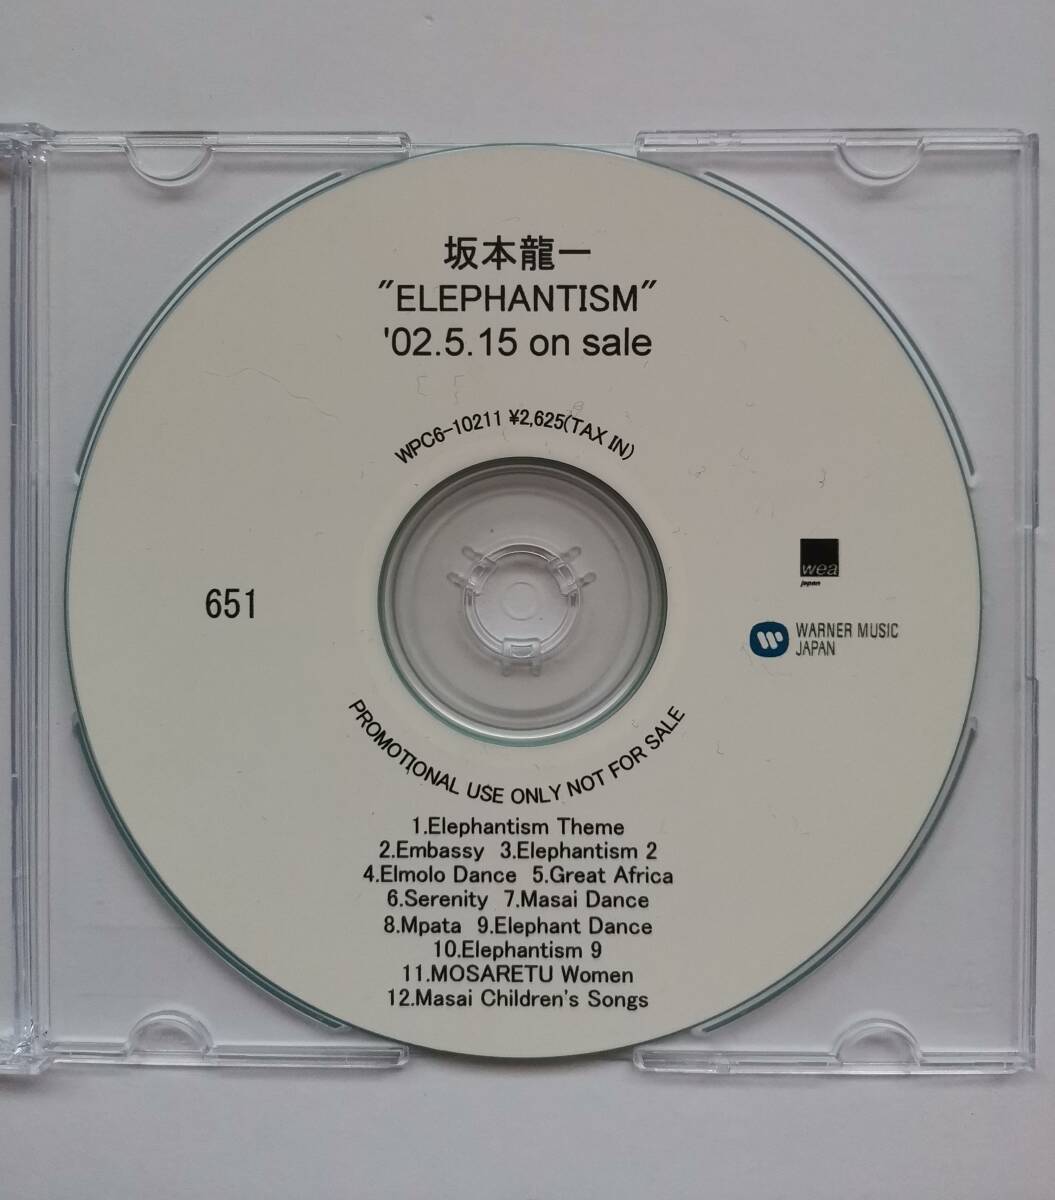 坂本龍一
"ELEPHANTISM"
'02.5.15 on sale
WPC6-10211 ¥2,625(TAX IN)
651
wea
japan
WARNER MUSIC
JAPAN
PROMOTIONAL USE ONLY NOT FOR SALE
1.Elephantism Theme
2.Embassy 3.Elephantism 2
4.Elmolo Dance 5.Great Africa
6.Serenity 7.Masai Dance
8.Mpata 9.Elephant Dance
10.Elephantism 9
11.MOSARETU Women
12.Masai Children's Songs